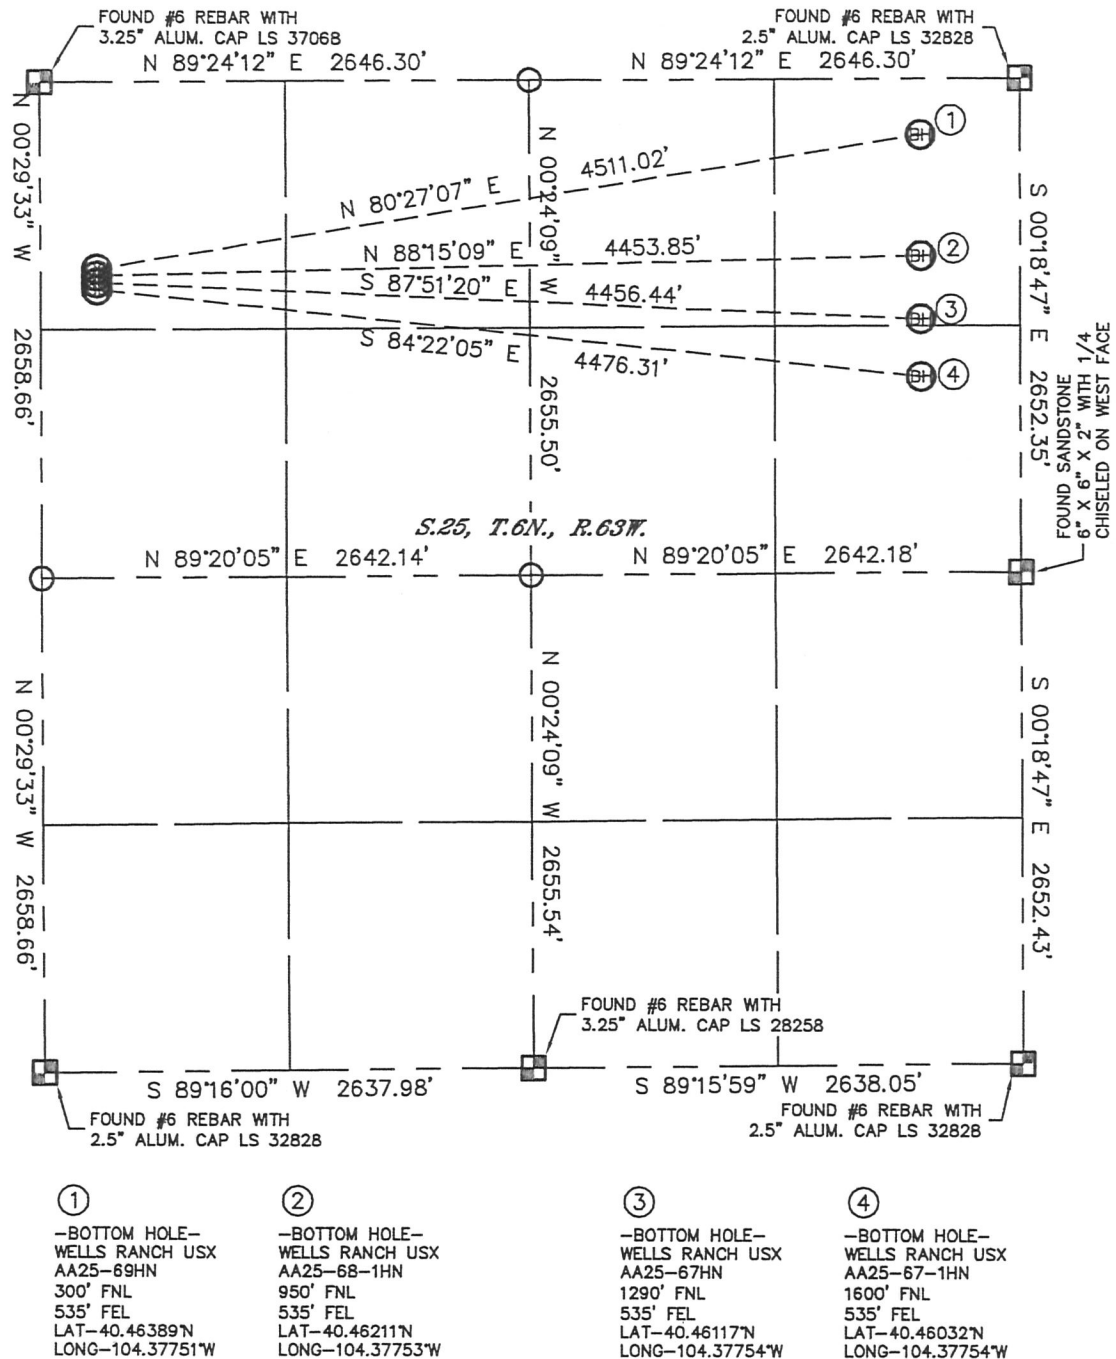 FOUND #6 REBAR WITH
3.25" ALUM. CAP LS 37068
FOUND #6 REBAR WITH
2.5" ALUM. CAP LS 32828
N 89°24'12" E 2646.30'
N 89°24'12" E 2646.30'
N 00°29'33" W 2658.66'
N 00°24'09" W 2655.50'
S 00°18'47" E 2652.35'
N 80°27'07" E 4511.02'
BH 1
N 88°15'09" E 4453.85'
BH 2
S 87°51'20" E 4456.44'
BH 3
S 84°22'05" E 4476.31'
BH 4
FOUND SANDSTONE
6" X 6" X 2" WITH 1/4
CHISELED ON WEST FACE
S.25, T.6N., R.63W.
N 89°20'05" E 2642.14'
N 89°20'05" E 2642.18'
N 00°29'33" W 2658.66'
N 00°24'09" W 2655.54'
S 00°18'47" E 2652.43'
FOUND #6 REBAR WITH
3.25" ALUM. CAP LS 28258
S 89°16'00" W 2637.98'
S 89°15'59" W 2638.05'
FOUND #6 REBAR WITH
2.5" ALUM. CAP LS 32828
FOUND #6 REBAR WITH
2.5" ALUM. CAP LS 32828
1
-BOTTOM HOLE-
WELLS RANCH USX
AA25-69HN
300' FNL
535' FEL
LAT-40.46389°N
LONG-104.37751°W
2
-BOTTOM HOLE-
WELLS RANCH USX
AA25-68-1HN
950' FNL
535' FEL
LAT-40.46211°N
LONG-104.37753°W
3
-BOTTOM HOLE-
WELLS RANCH USX
AA25-67HN
1290' FNL
535' FEL
LAT-40.46117°N
LONG-104.37754°W
4
-BOTTOM HOLE-
WELLS RANCH USX
AA25-67-1HN
1600' FNL
535' FEL
LAT-40.46032°N
LONG-104.37754°W